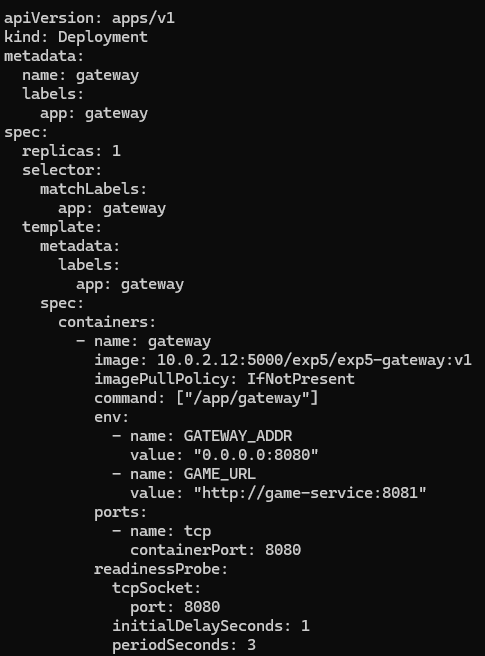 apiVersion: apps/v1
kind: Deployment
metadata:
  name: gateway
  labels:
    app: gateway
spec:
  replicas: 1
  selector:
    matchLabels:
      app: gateway
  template:
    metadata:
      labels:
        app: gateway
    spec:
      containers:
        - name: gateway
          image: 10.0.2.12:5000/exp5/exp5-gateway:v1
          imagePullPolicy: IfNotPresent
          command: ["/app/gateway"]
          env:
            - name: GATEWAY_ADDR
              value: "0.0.0.0:8080"
            - name: GAME_URL
              value: "http://game-service:8081"
          ports:
            - name: tcp
              containerPort: 8080
          readinessProbe:
            tcpSocket:
              port: 8080
            initialDelaySeconds: 1
            periodSeconds: 3